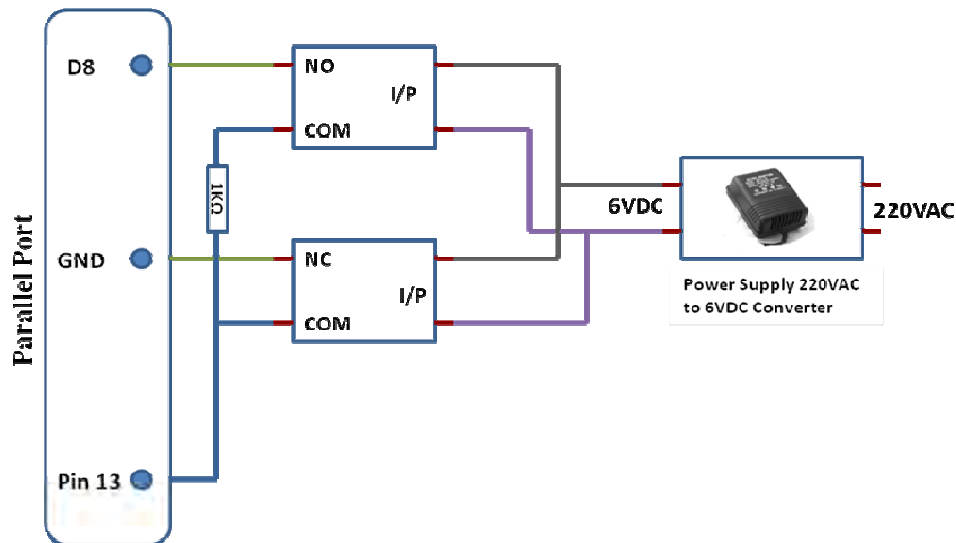 D8
NO
I/P
COM
1KΩ
6VDC
220VAC
GND
NC
I/P
COM
Power Supply 220VAC
to 6VDC Converter
Parallel Port
Pin 13